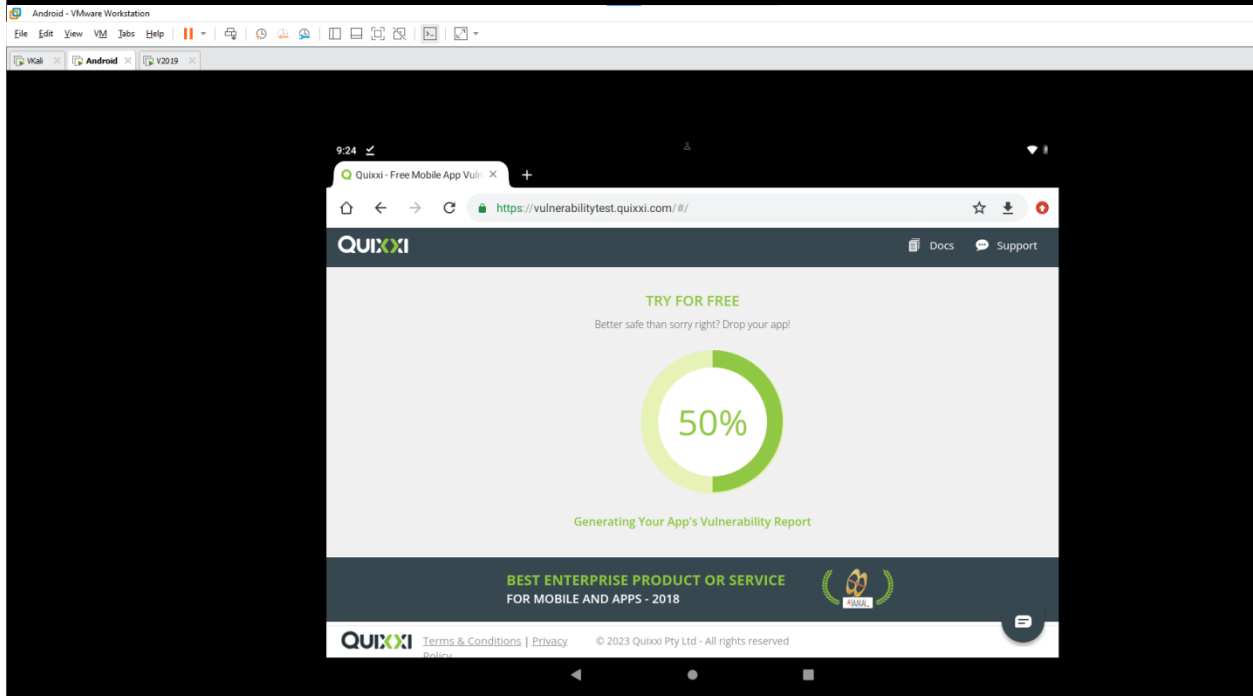 Android - VMware Workstation
File Edit View VM Tabs Help
VKali Android V2019
9:24
Quixxi - Free Mobile App Vuln
https://vulnerabilitytest.quixxi.com/#/
QUIXXI Docs Support
TRY FOR FREE
Better safe than sorry right? Drop your app!
50%
Generating Your App's Vulnerability Report
BEST ENTERPRISE PRODUCT OR SERVICE
FOR MOBILE AND APPS - 2018
QUIXXI Terms & Conditions | Privacy © 2023 Quixxi Pty Ltd - All rights reserved
Policy